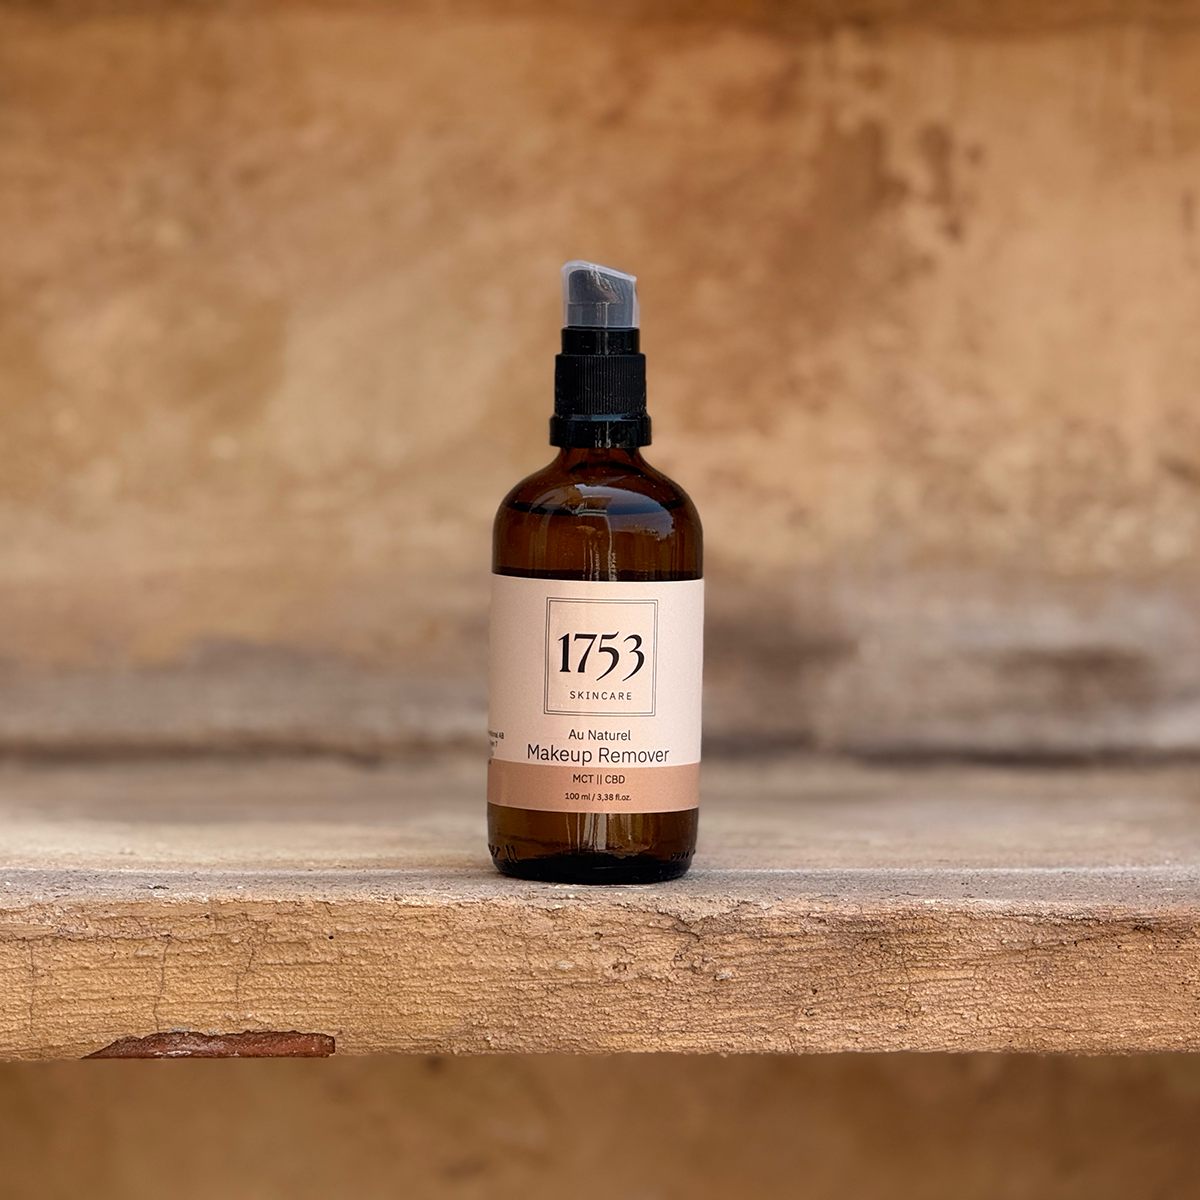 1753
SKINCARE
Au Naturel
Makeup Remover
MCT || CBD
100 ml / 3,38 fl.oz.